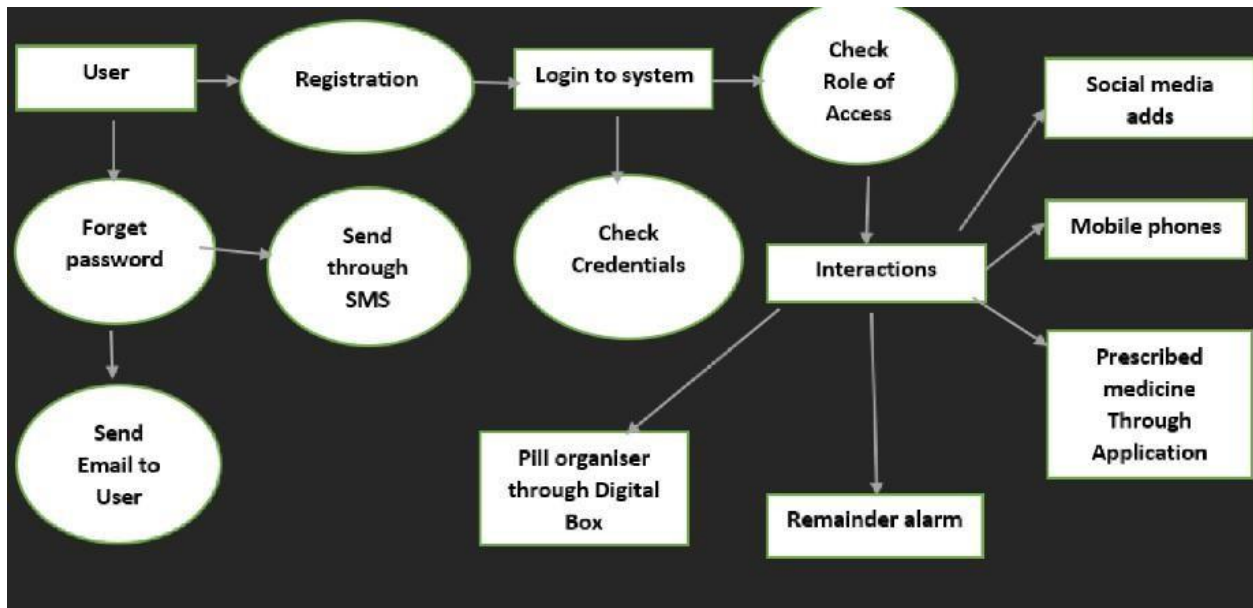 User
Registration
Login to system
Check
Role of
Access
Social media
adds
Forget
password
Send
through
SMS
Check
Credentials
Interactions
Mobile phones
Prescribed
medicine
Through
Application
Send
Email to
User
Pill organiser
through Digital
Box
Remainder alarm